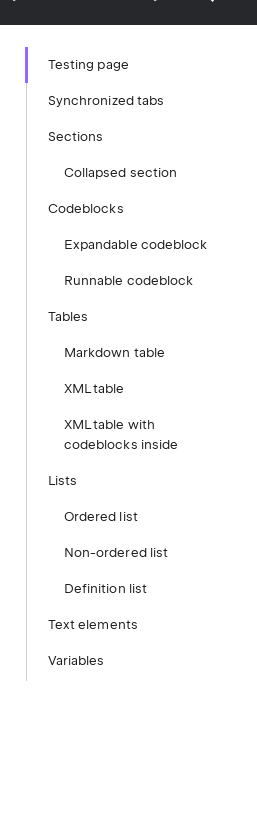 Testing page
Synchronized tabs
Sections
Collapsed section
Codeblocks
Expandable codeblock
Runnable codeblock
Tables
Markdown table
XML table
XML table with
codeblocks inside
Lists
Ordered list
Non-ordered list
Definition list
Text elements
Variables